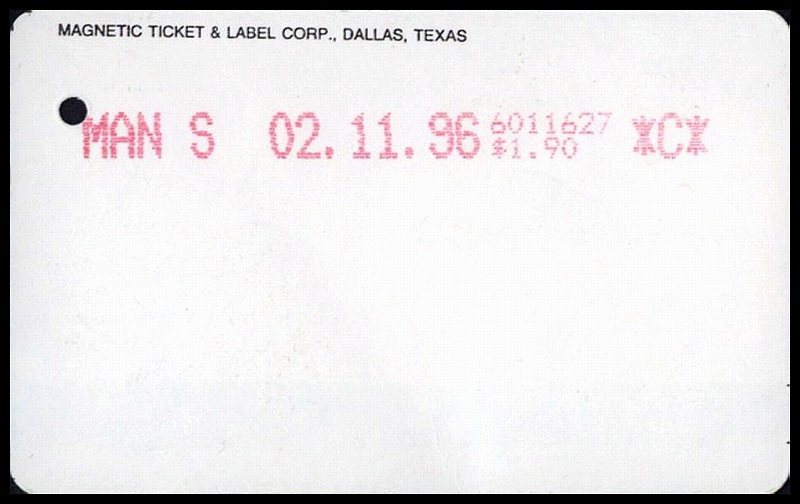 MAGNETIC TICKET & LABEL CORP., DALLAS, TEXAS
MAN S 02.11.96 6011627 *C*
$1.90